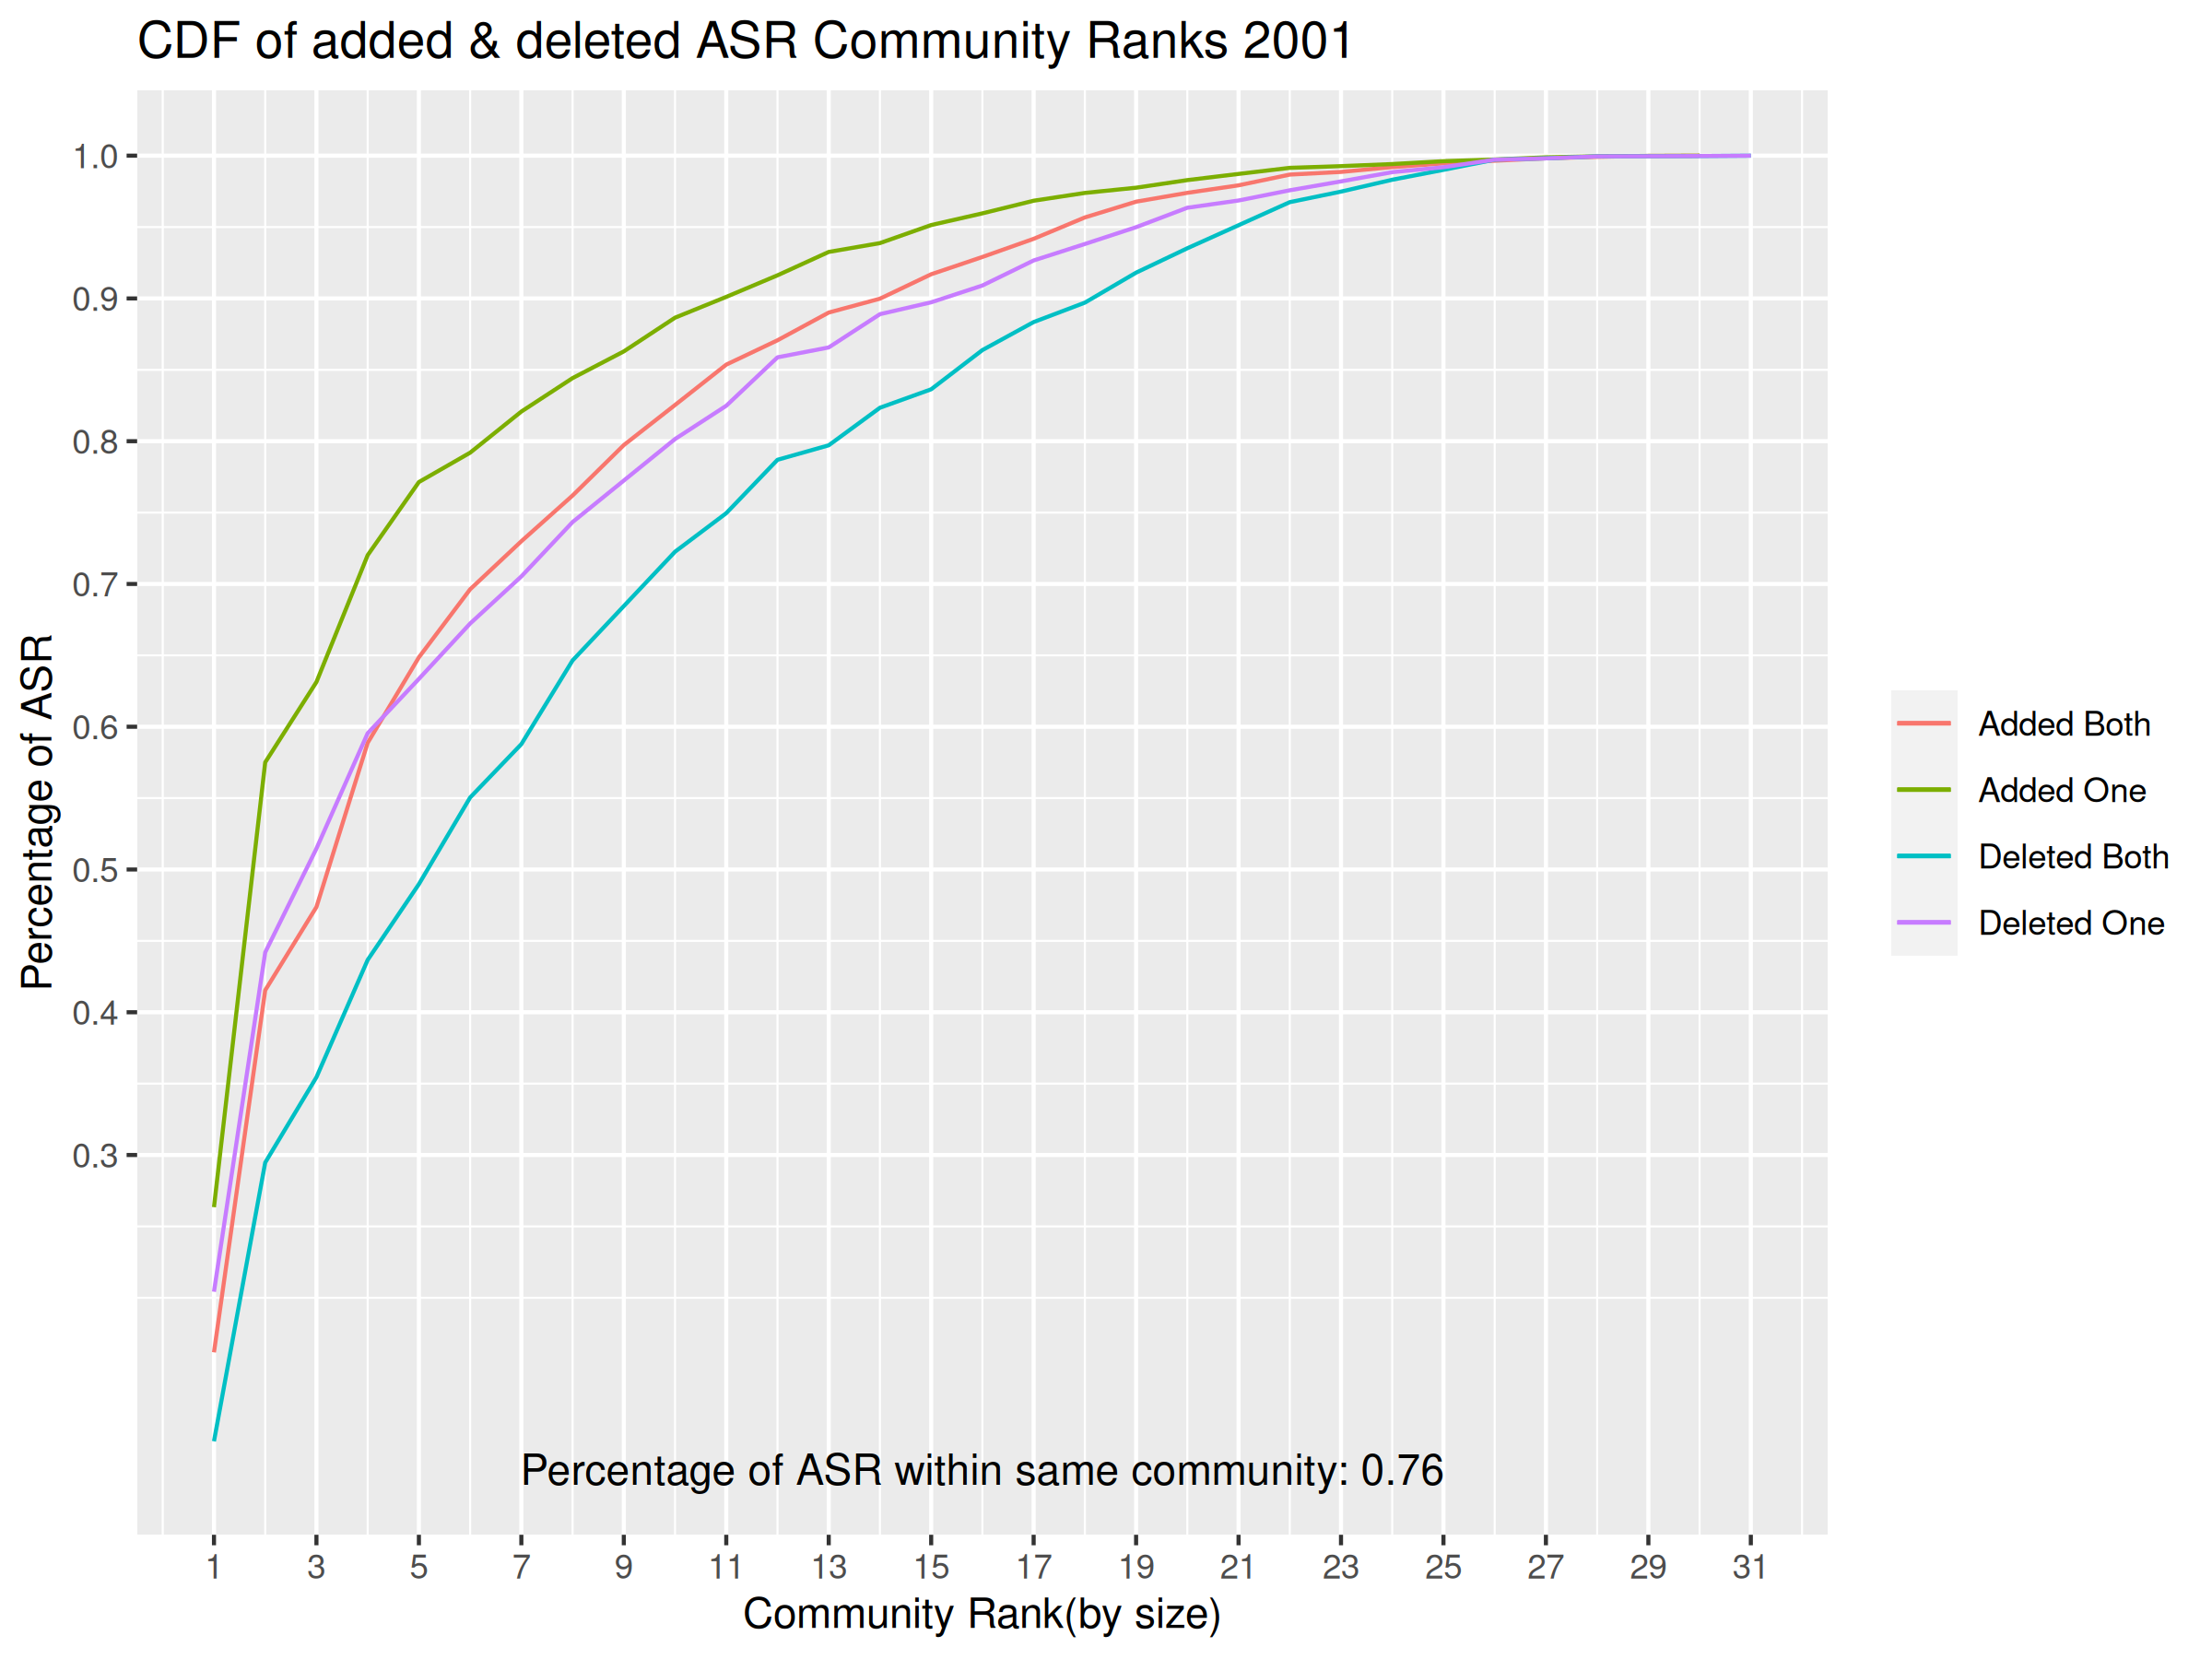 CDF of added & deleted ASR Community Ranks 2001
Percentage of ASR
1.0
0.9
0.8
0.7
0.6
0.5
0.4
0.3
Percentage of ASR within same community: 0.76
1 3 5 7 9 11 13 15 17 19 21 23 25 27 29 31
Community Rank(by size)
Added Both
Added One
Deleted Both
Deleted One